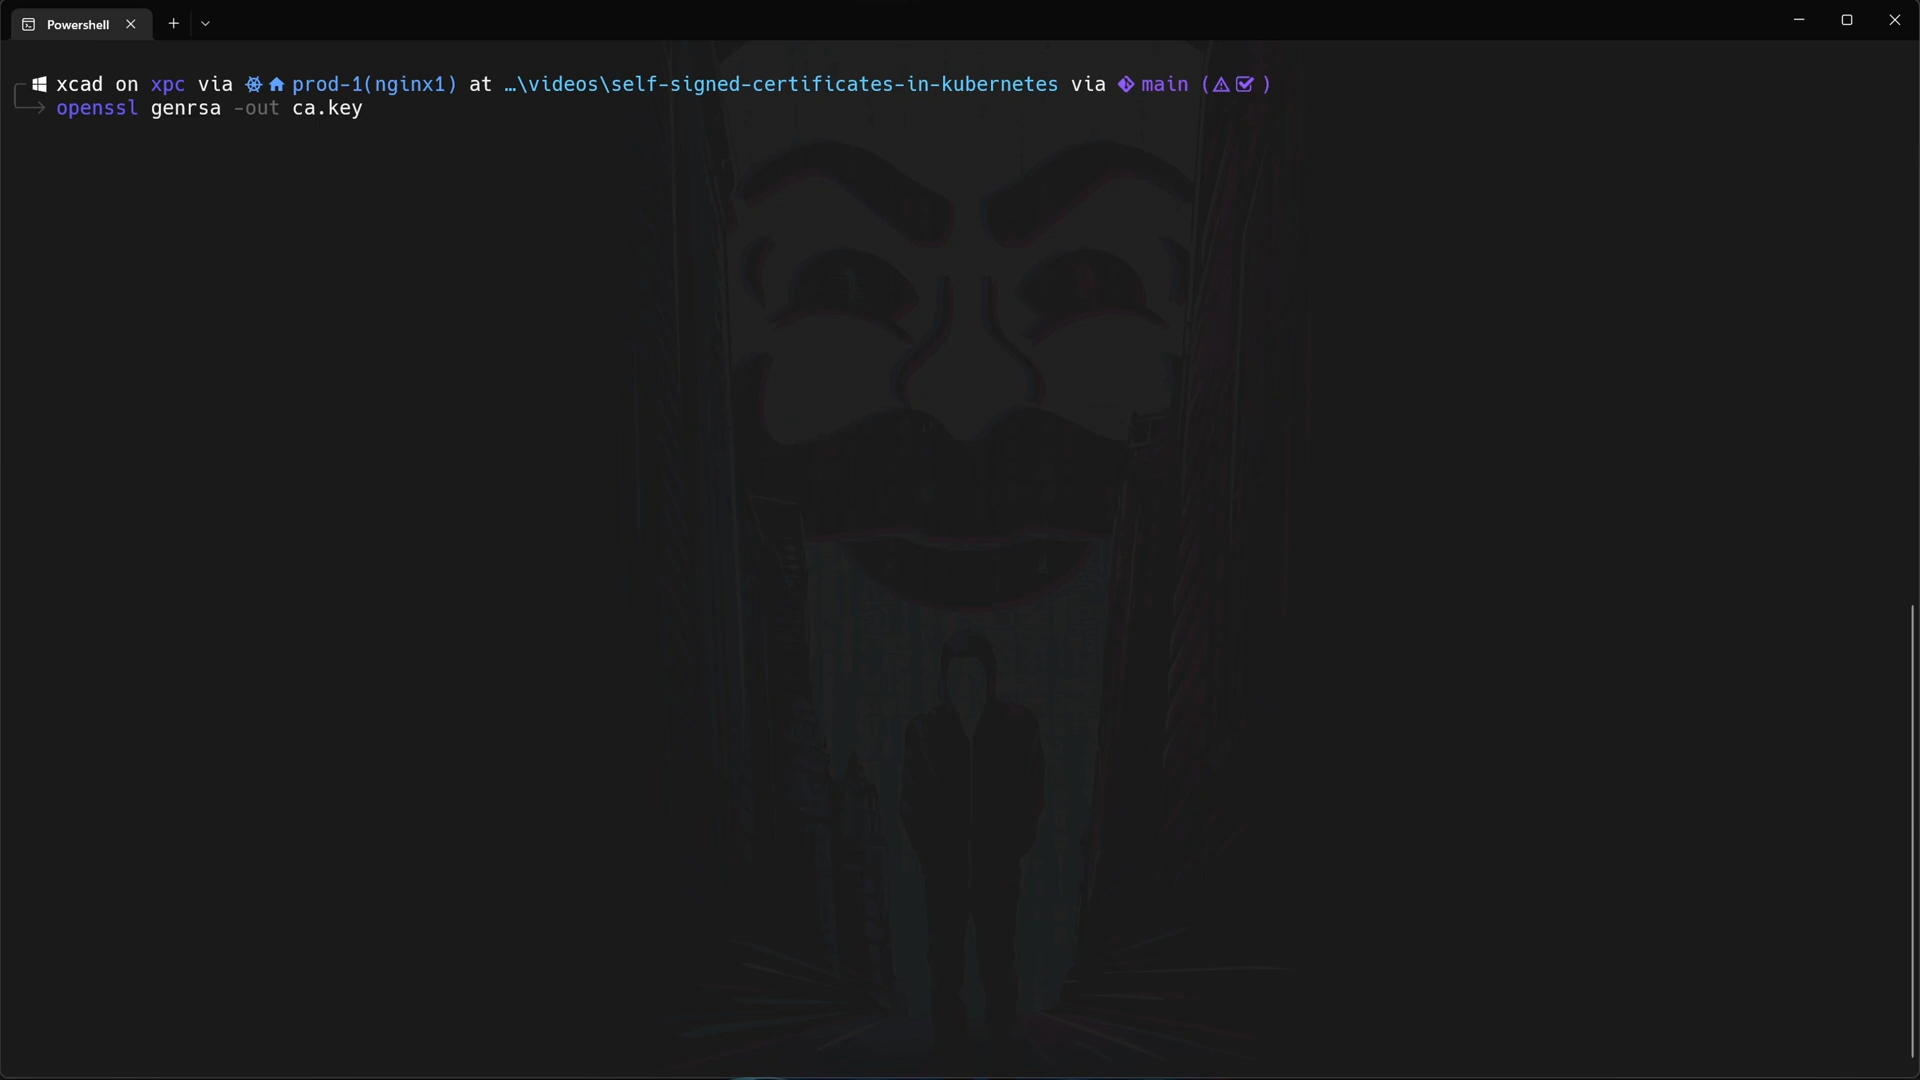 Powershell
xcad on xpc via prod-1(nginx1) at …\videos\self-signed-certificates-in-kubernetes via main ( )
openssl genrsa -out ca.key